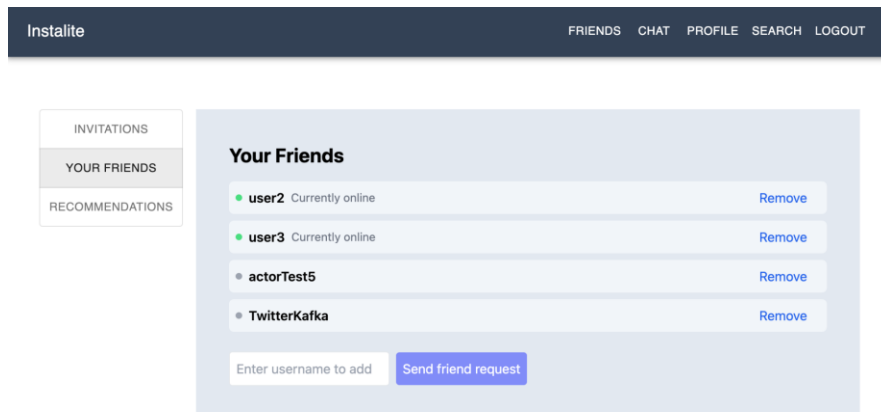 Instalite FRIENDS CHAT PROFILE SEARCH LOGOUT
INVITATIONS
YOUR FRIENDS
RECOMMENDATIONS
Your Friends
user2 Currently online Remove
user3 Currently online Remove
actorTest5 Remove
TwitterKafka Remove
Enter username to add Send friend request